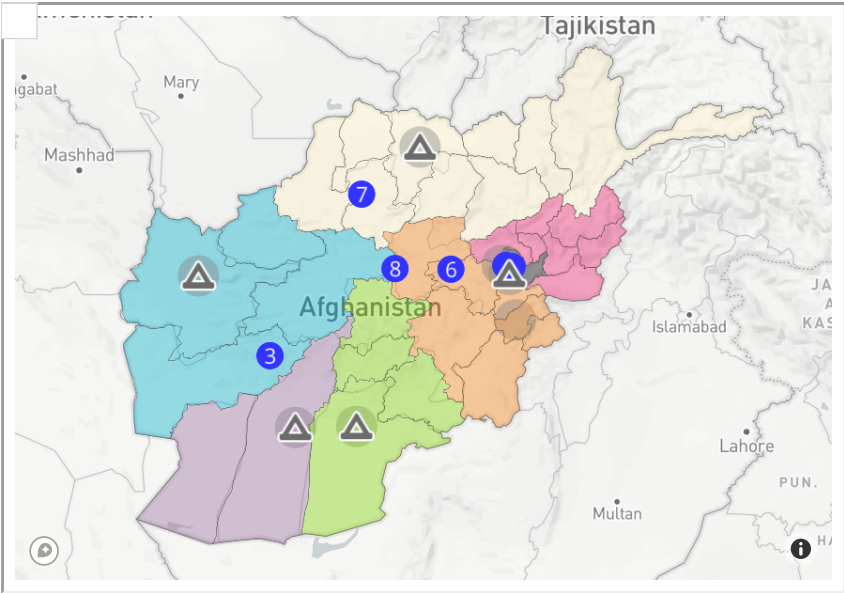 Tajikistan
Mary
Mashhad
7
8
6
Afghanistan
3
Islamabad
Lahore
PUN.
Multan